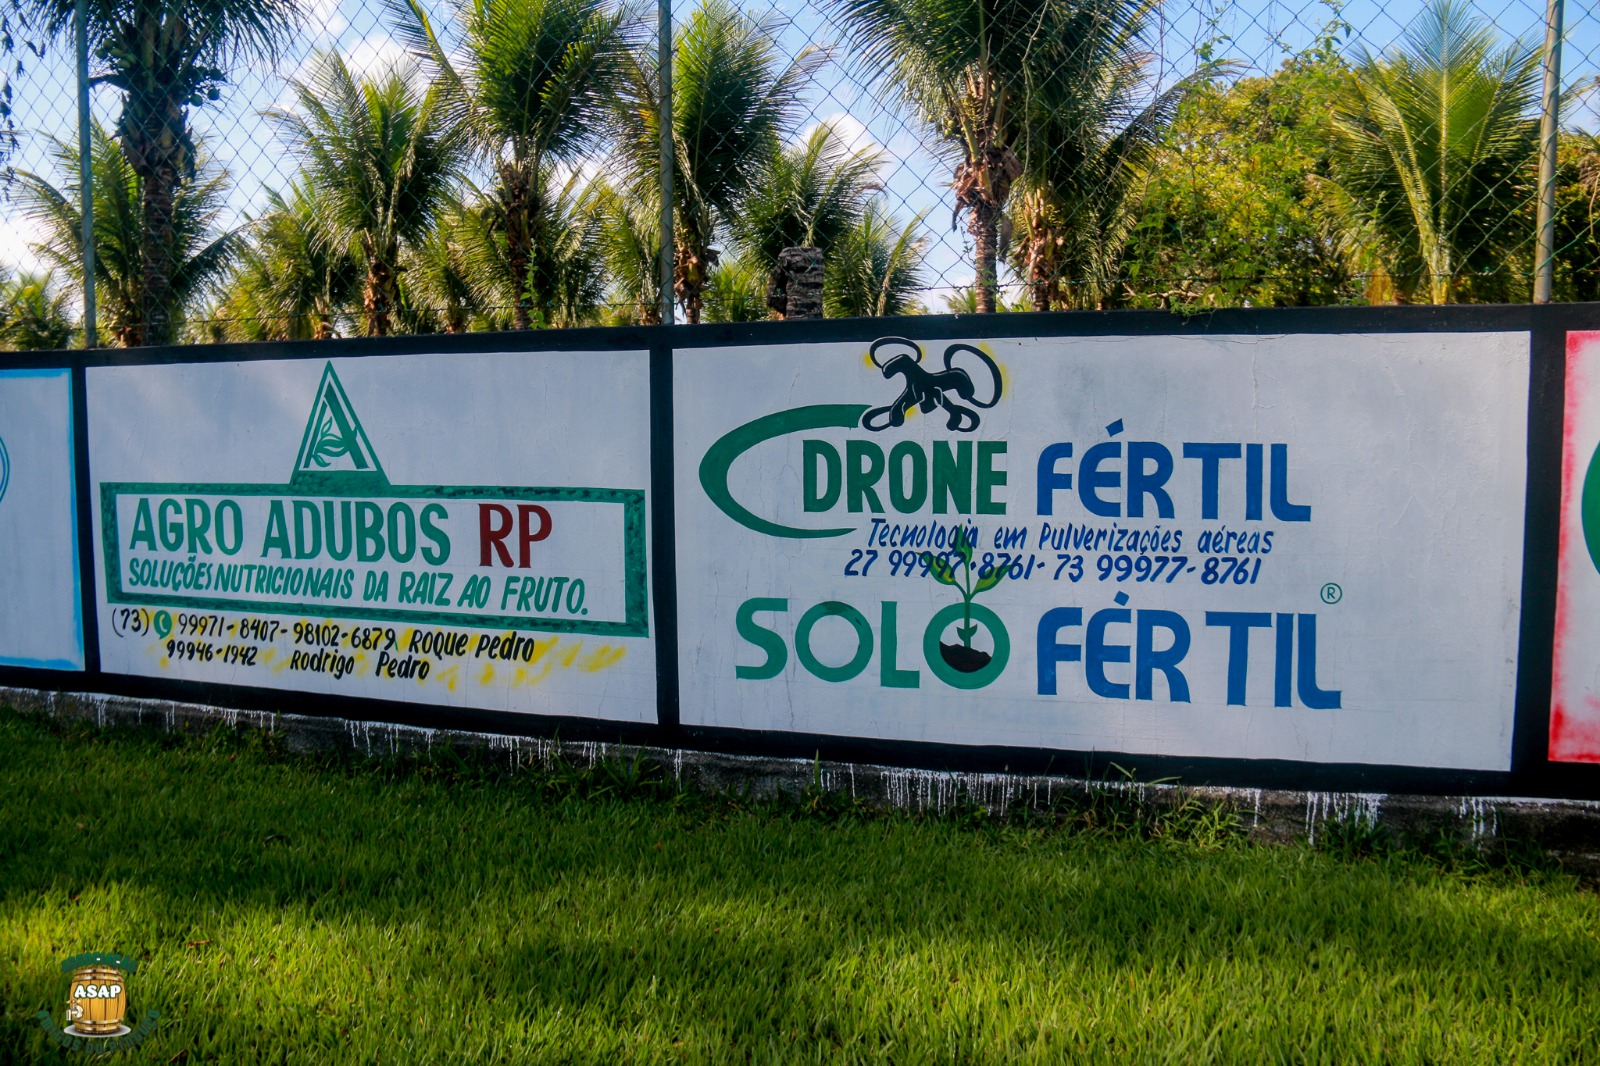 AGRO ADUBOS RP
SOLUÇÕES NUTRICIONAIS DA RAIZ AO FRUTO.
(73) 99971-8407-98102-6879 ROQUE PEDRO
99946-1942 Rodrigo Pedro
DRONE FÉRTIL
Tecnologia em Pulverizações aéreas
27 99997-8761-73 99977-8761
SOLO FÉRTIL ®
ASAP